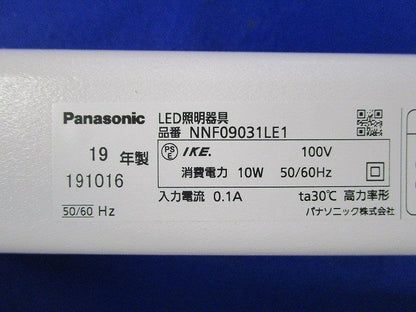 Panasonic
LED照明器具
品番 NNF09031LE1
19 年製
191016
50/60 Hz
PSE IKE. 100V
消費電力 10W 50/60Hz
入力電流 0.1A ta30℃ 高力率形
パナソニック株式会社